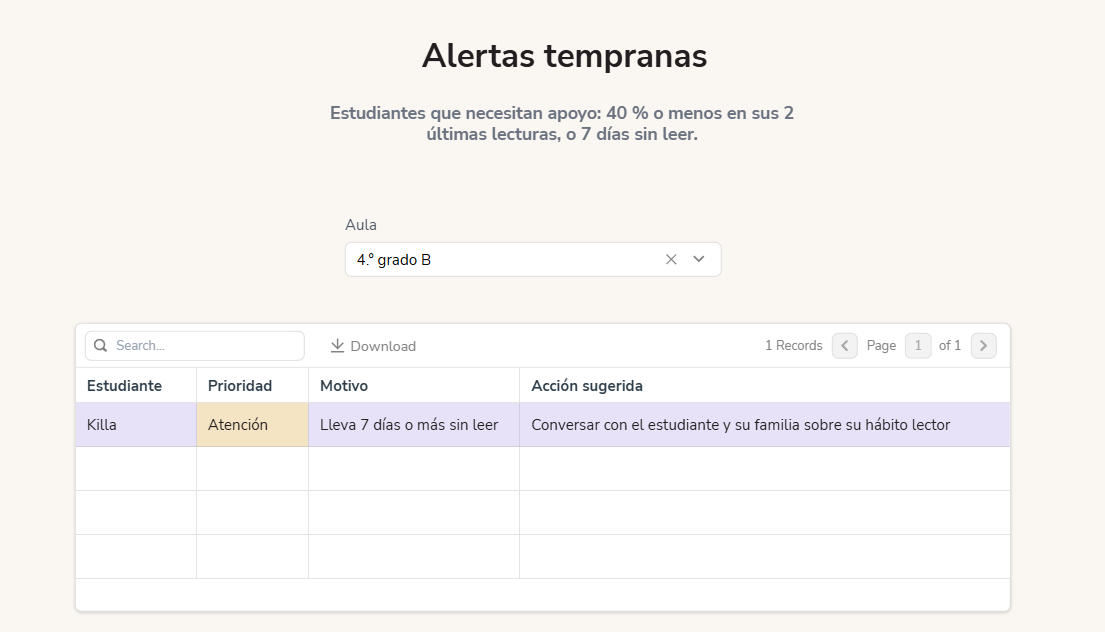 Alertas tempranas
Estudiantes que necesitan apoyo: 40 % o menos en sus 2
últimas lecturas, o 7 días sin leer.
Aula
4.° grado B
Search...
Download
1 Records
Page
1
of 1
Estudiante
Prioridad
Motivo
Acción sugerida
Killa
Atención
Lleva 7 días o más sin leer
Conversar con el estudiante y su familia sobre su hábito lector